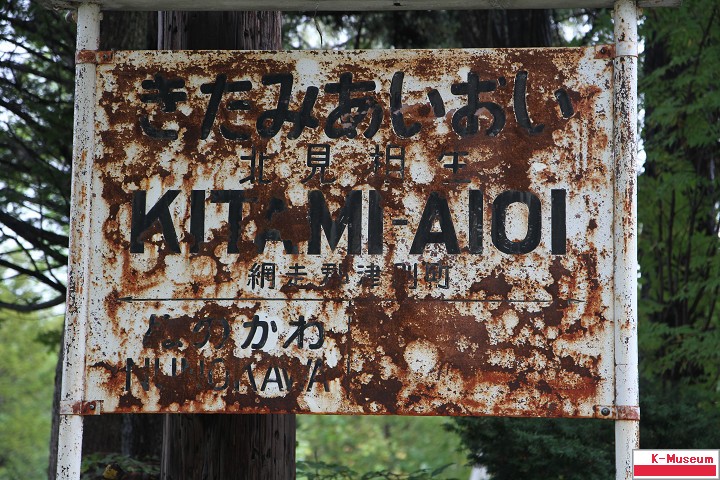 きたみあいおい
北見相生
KITAMI-AIOI
網走郡津別町
ぬのかわ
NUNOKAWA
K-Museum